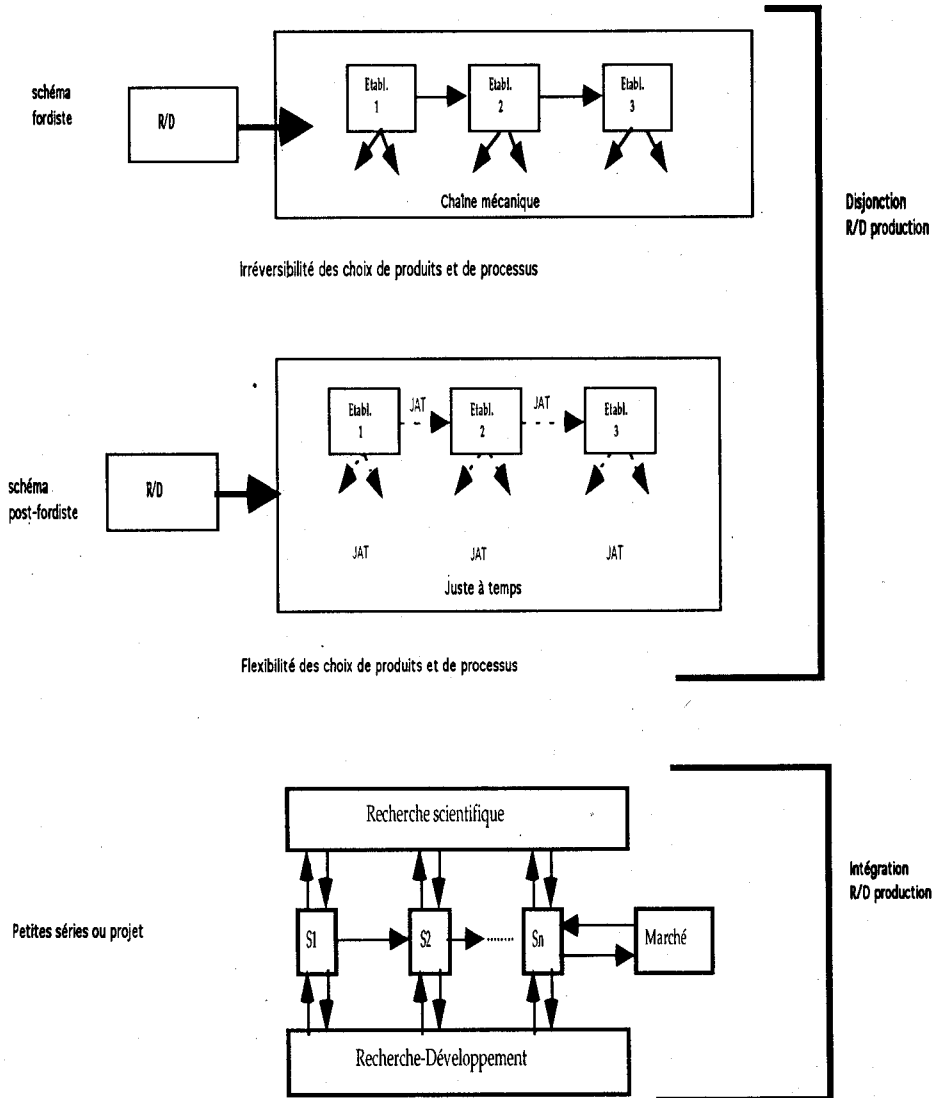 schéma
fordiste
R/D
Etabl.
1
Etabl.
2
Etabl.
3
Chaîne mécanique
Irréversibilité des choix de produits et de processus
Disjonction
R/D production
schéma
post-fordiste
R/D
Etabl.
1
JAT
Etabl.
2
JAT
Etabl.
3
JAT
JAT
JAT
Juste à temps
Flexibilité des choix de produits et de processus
Petites séries ou projet
Recherche scientifique
S1
S2
Sn
Marché
Recherche-Développement
Intégration
R/D production